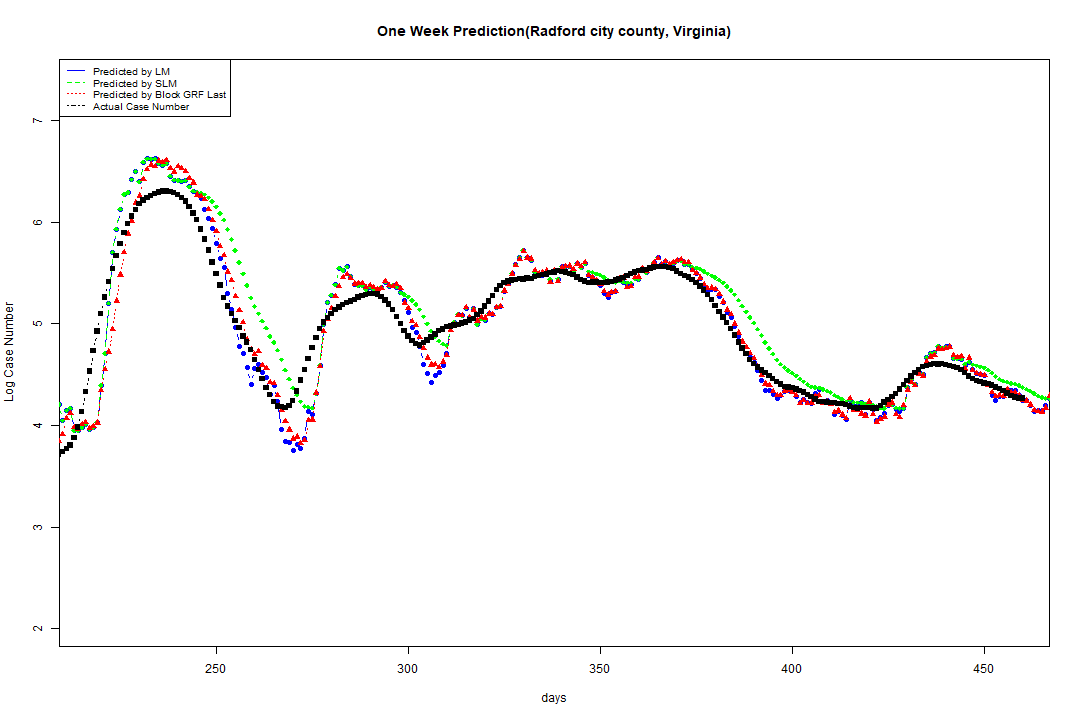 One Week Prediction(Radford city county, Virginia)
Predicted by LM
Predicted by SLM
Predicted by Block GRF Last
Actual Case Number
Log Case Number
7
6
5
4
3
2
250
300
350
400
450
days